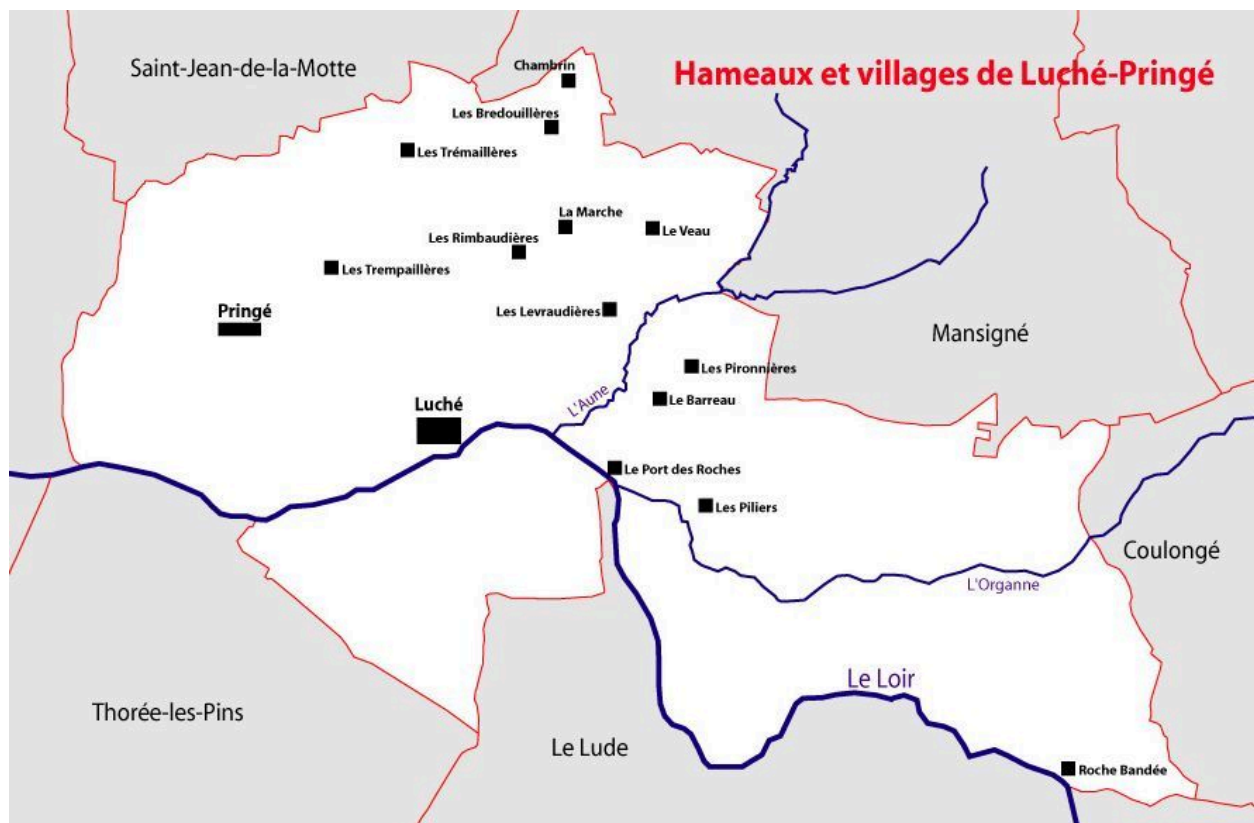 Saint-Jean-de-la-Motte
Chambrin
Hameaux et villages de Luché-Pringé
Les Bredouillères
Les Trémaillères
La Marche
Le Veau
Les Rimbaudières
Les Trempaillères
Pringé
Les Levraudières
Mansigné
Les Pironnières
Luché
L'Aune
Le Barreau
Le Port des Roches
Les Piliers
Coulongé
L'Organne
Le Loir
Thorée-les-Pins
Le Lude
Roche Bandée